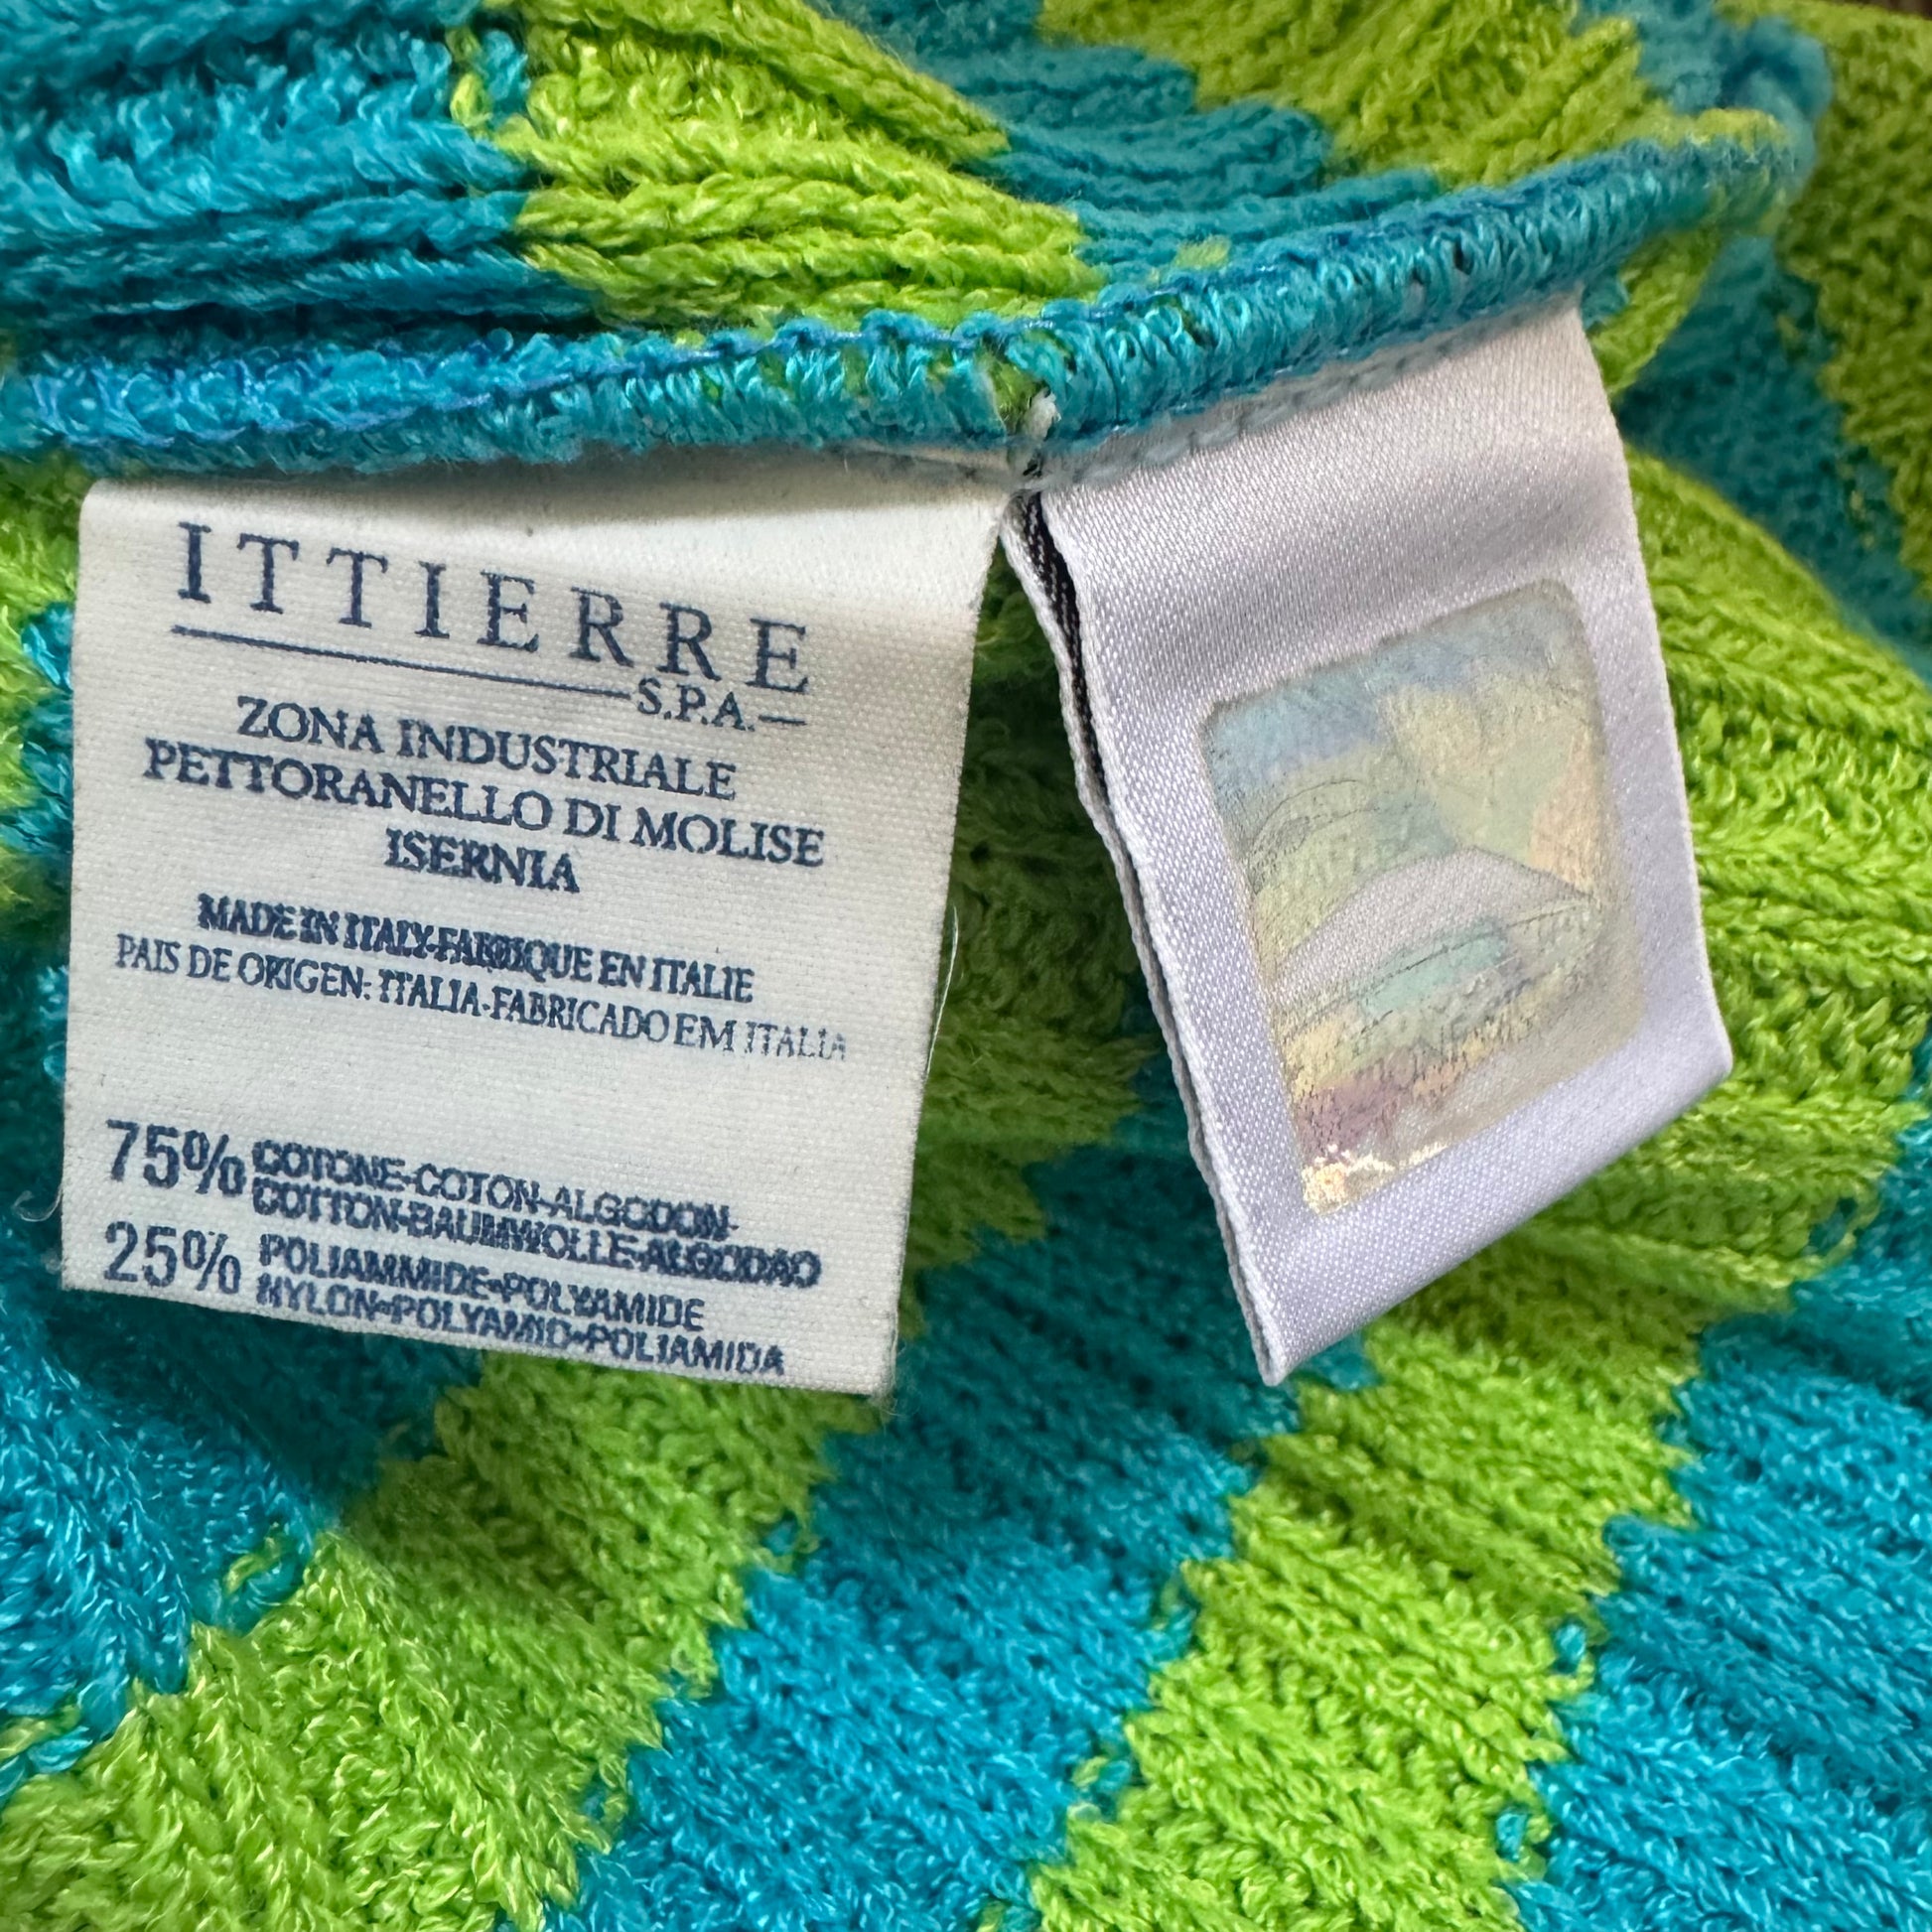 ITTIERRE
S.P.A.
ZONA INDUSTRIALE
PETTORANELLO DI MOLISE
ISERNIA
MADE IN ITALY-FABRIQUE EN ITALIE
PAIS DE ORIGEN: ITALIA-FABRICADO EM ITALIA
75% COTONE-COTON-ALGODON-
COTTON-BAUMWOLLE-ALGODAO
25% POLIAMMIDE-POLYAMIDE
NYLON-POLYAMID-POLIAMIDA